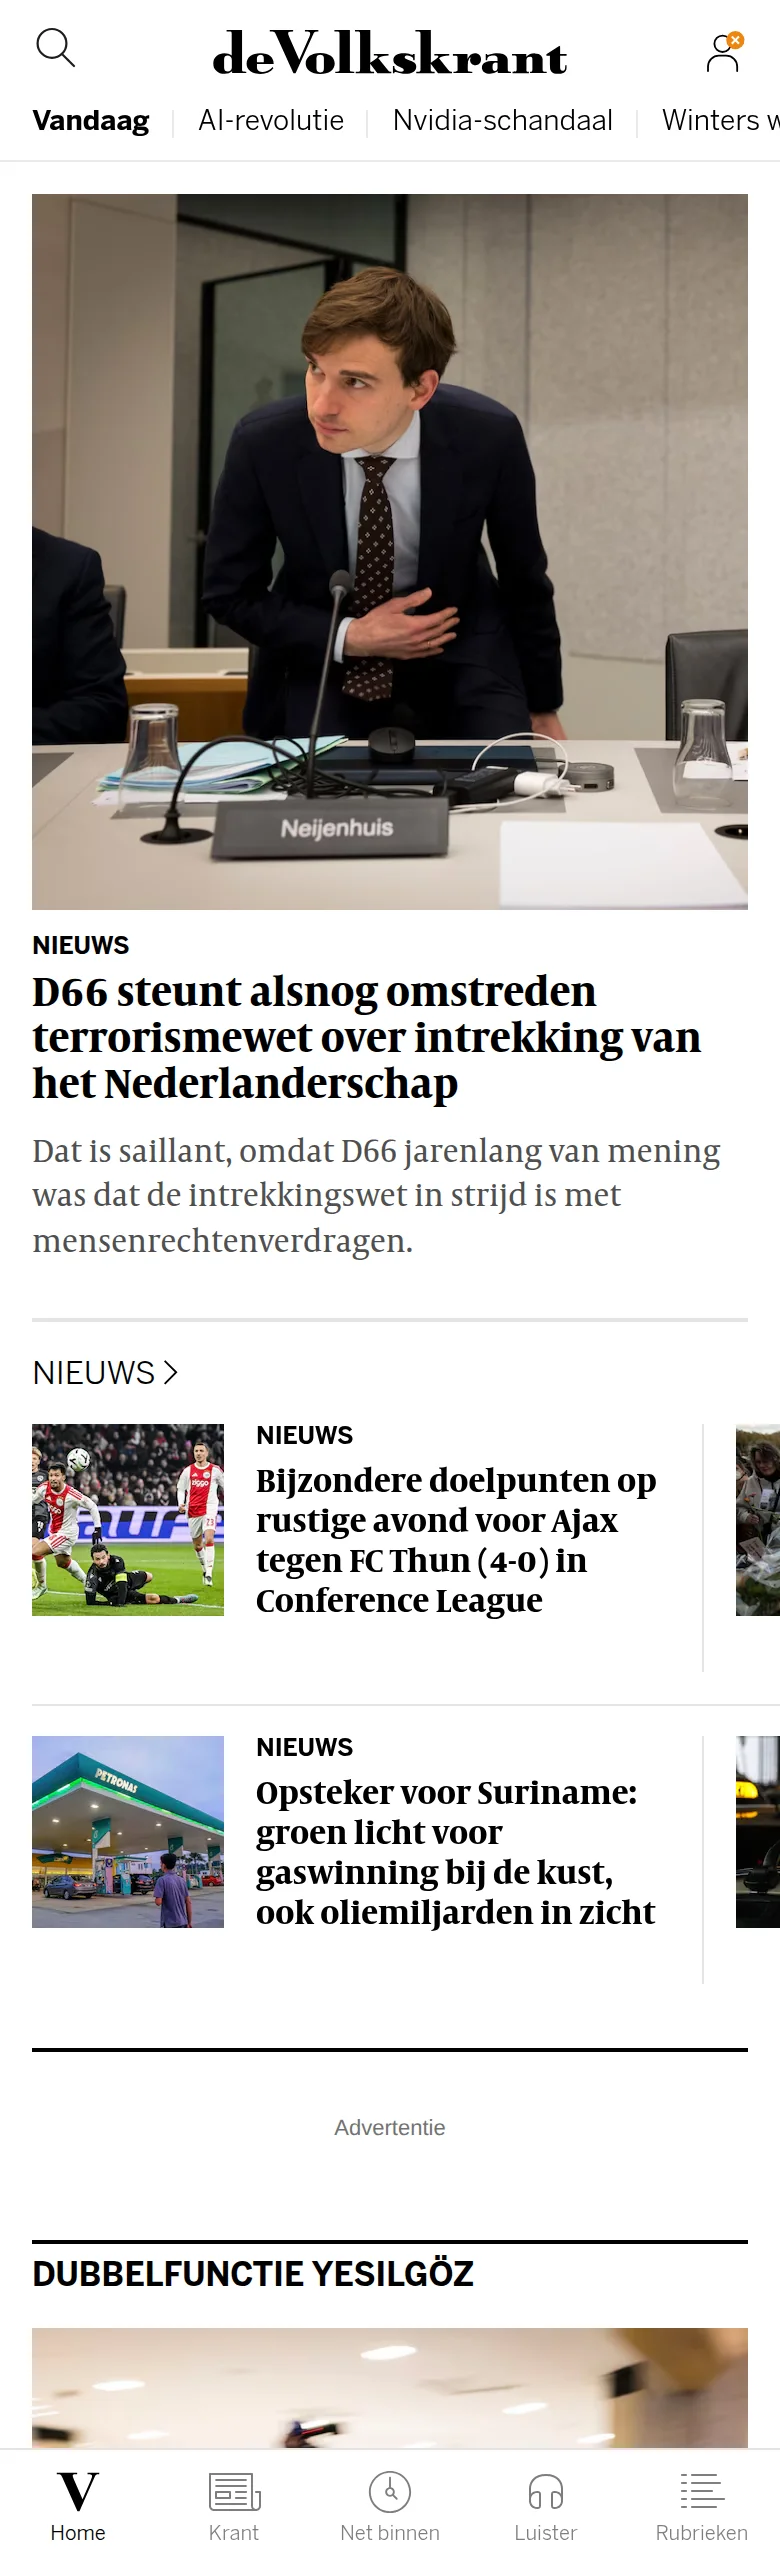 deVolkskrant
Vandaag
AI-revolutie
Nvidia-schandaal
Winters w
Neijenhuis
NIEUWS
D66 steunt alsnog omstreden
terrorismewet over intrekking van
het Nederlanderschap
Dat is saillant, omdat D66 jarenlang van mening
was dat de intrekkingswet in strijd is met
mensenrechtenverdragen.
NIEUWS
NIEUWS
Bijzondere doelpunten op
rustige avond voor Ajax
tegen FC Thun (4-0) in
Conference League
ziggo
ziggo
NIEUWS
Opsteker voor Suriname:
groen licht voor
gaswinning bij de kust,
ook oliemiljarden in zicht
PETRONAS
Advertentie
DUBBELFUNCTIE YESILGÖZ
V
Home
Krant
Net binnen
Luister
Rubrieken